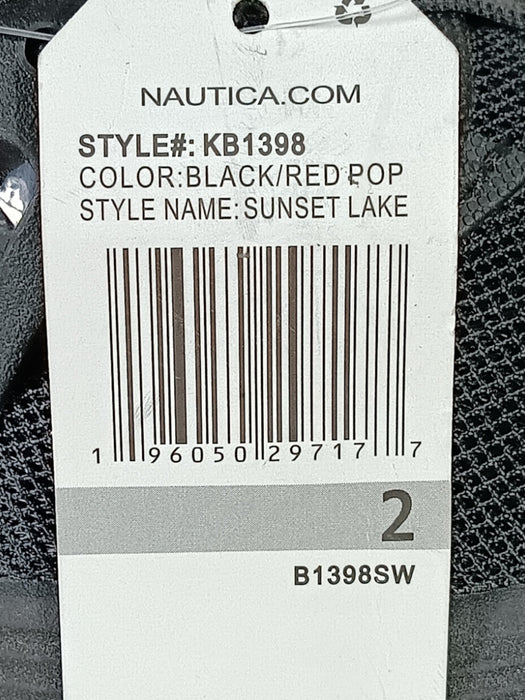 NAUTICA.COM
STYLE#: KB1398
COLOR:BLACK/RED POP
STYLE NAME: SUNSET LAKE
1 96050 29717 7
2
B1398SW